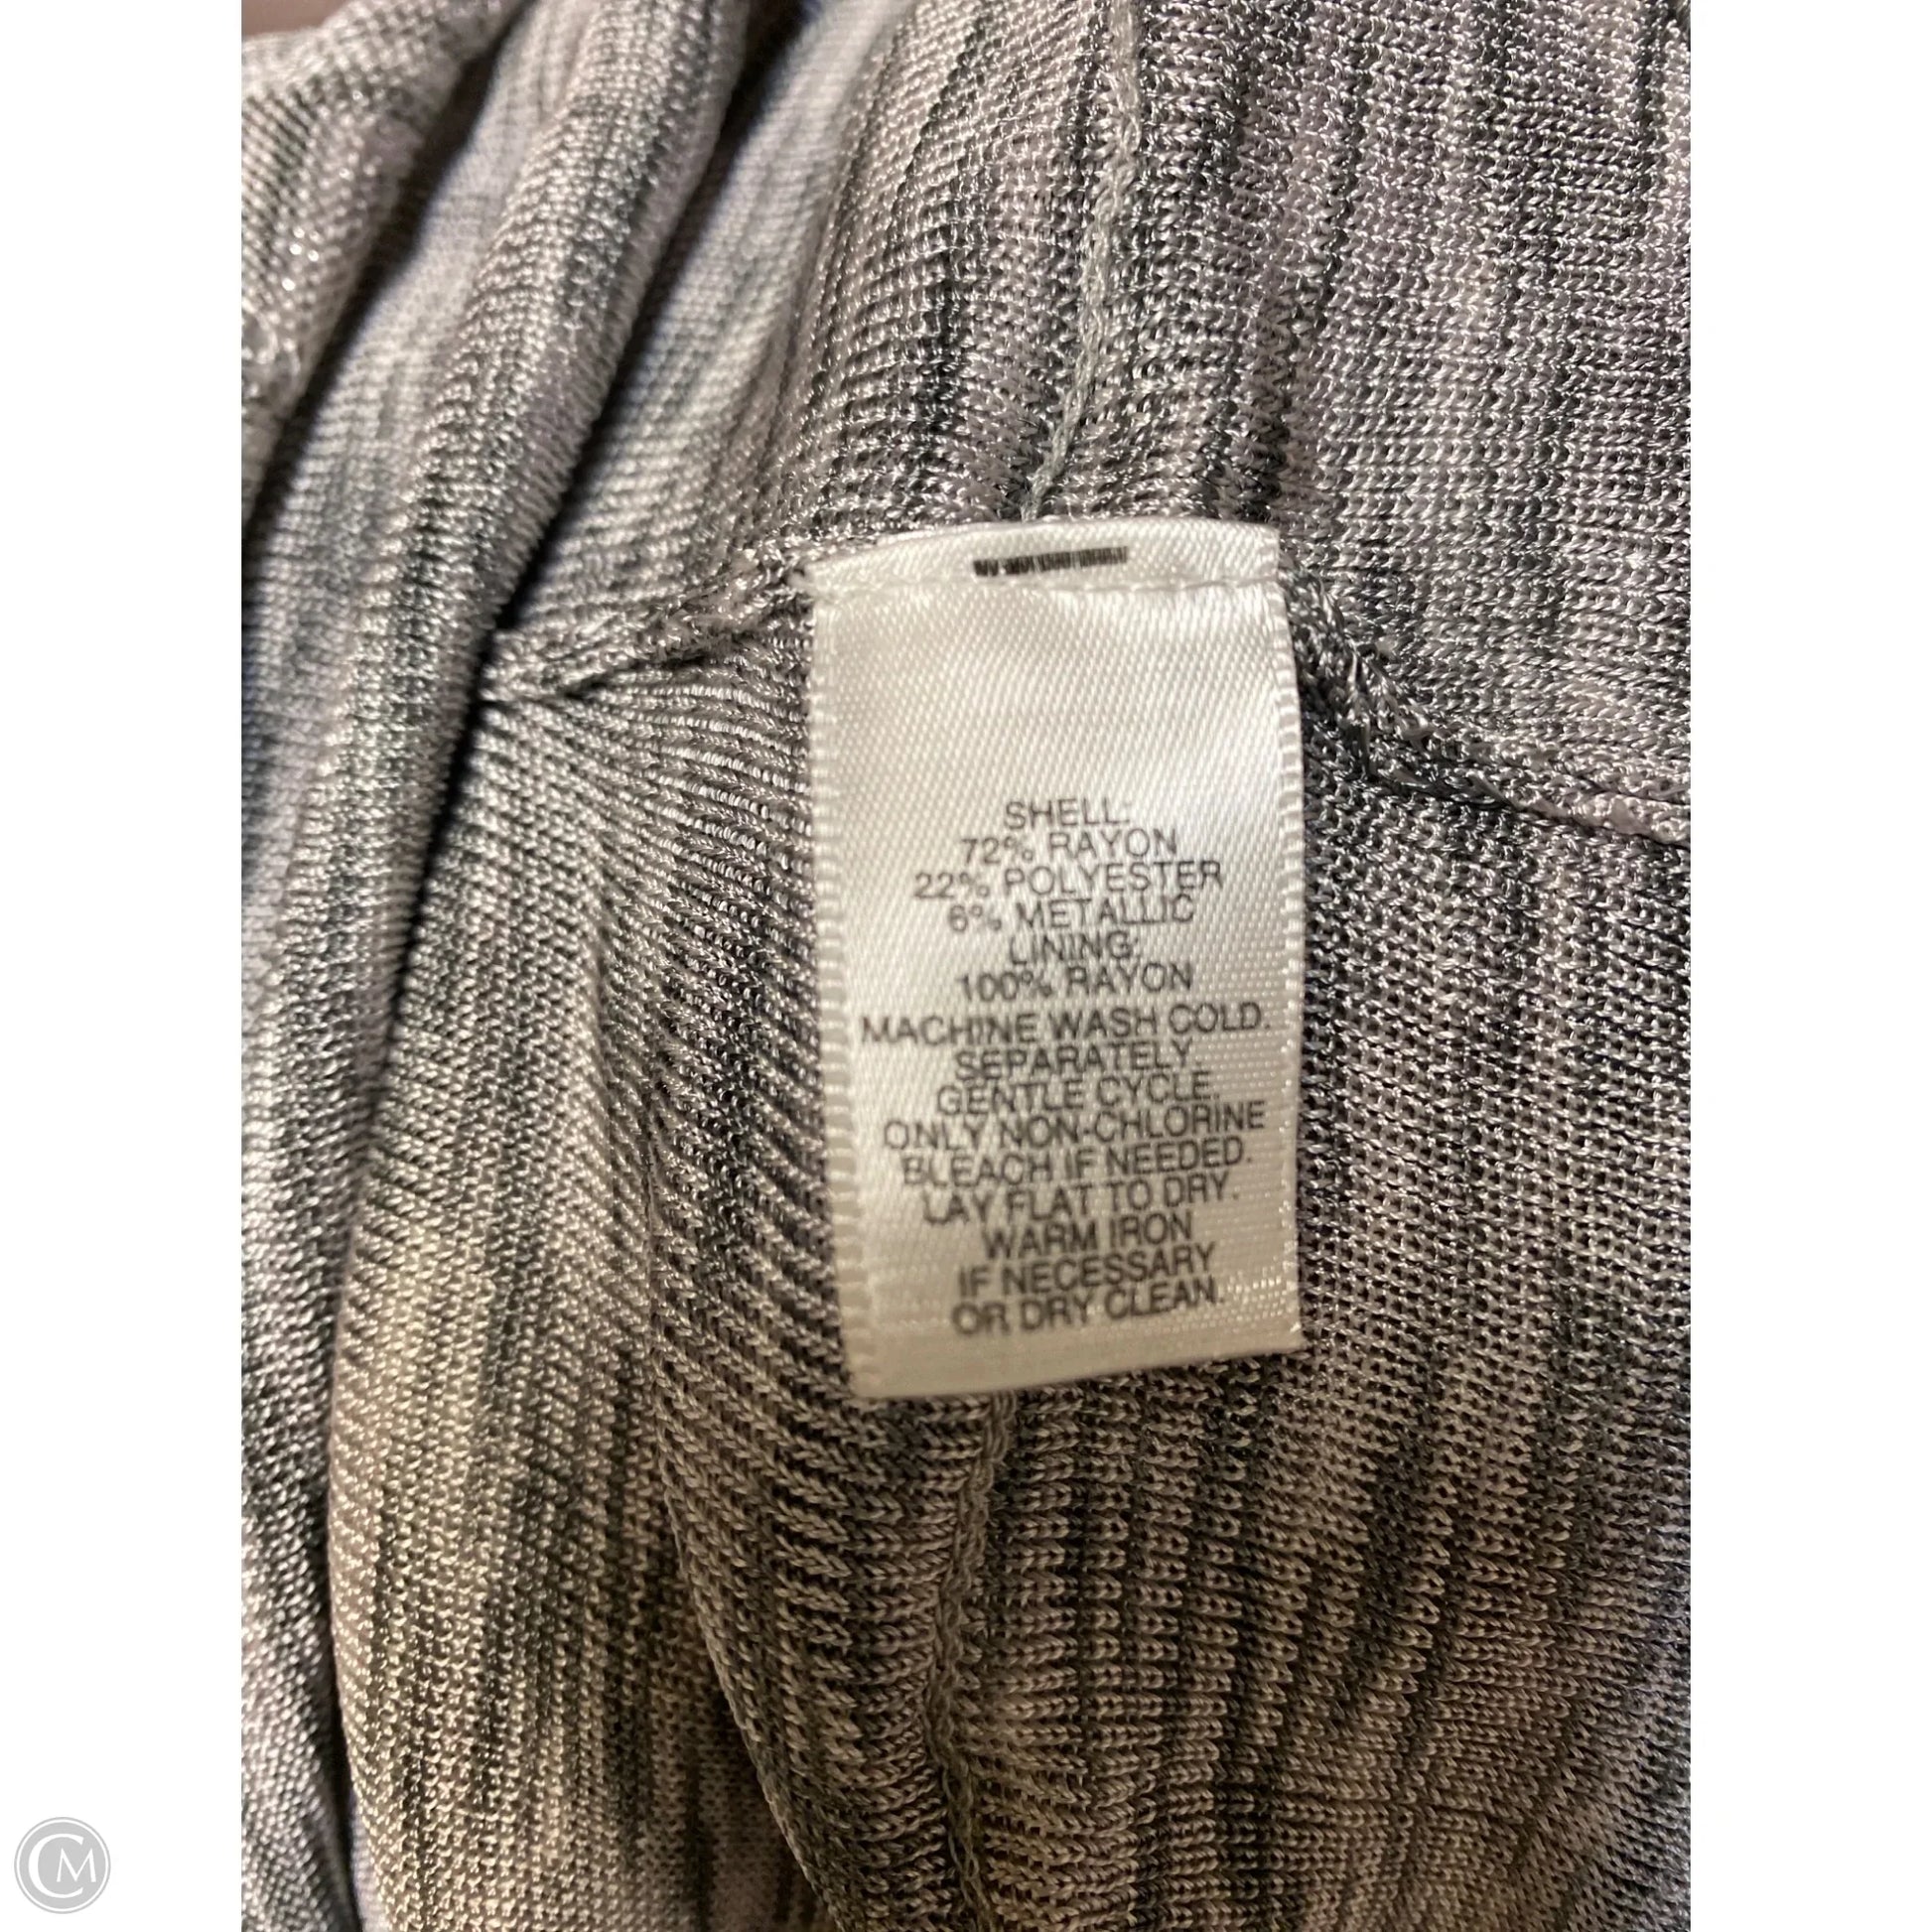 SHELL:
72% RAYON
22% POLYESTER
6% METALLIC
LINING:
100% RAYON
MACHINE WASH COLD.
SEPARATELY
GENTLE CYCLE.
ONLY NON-CHLORINE
BLEACH IF NEEDED.
LAY FLAT TO DRY.
WARM IRON
IF NECESSARY
OR DRY CLEAN.
CM